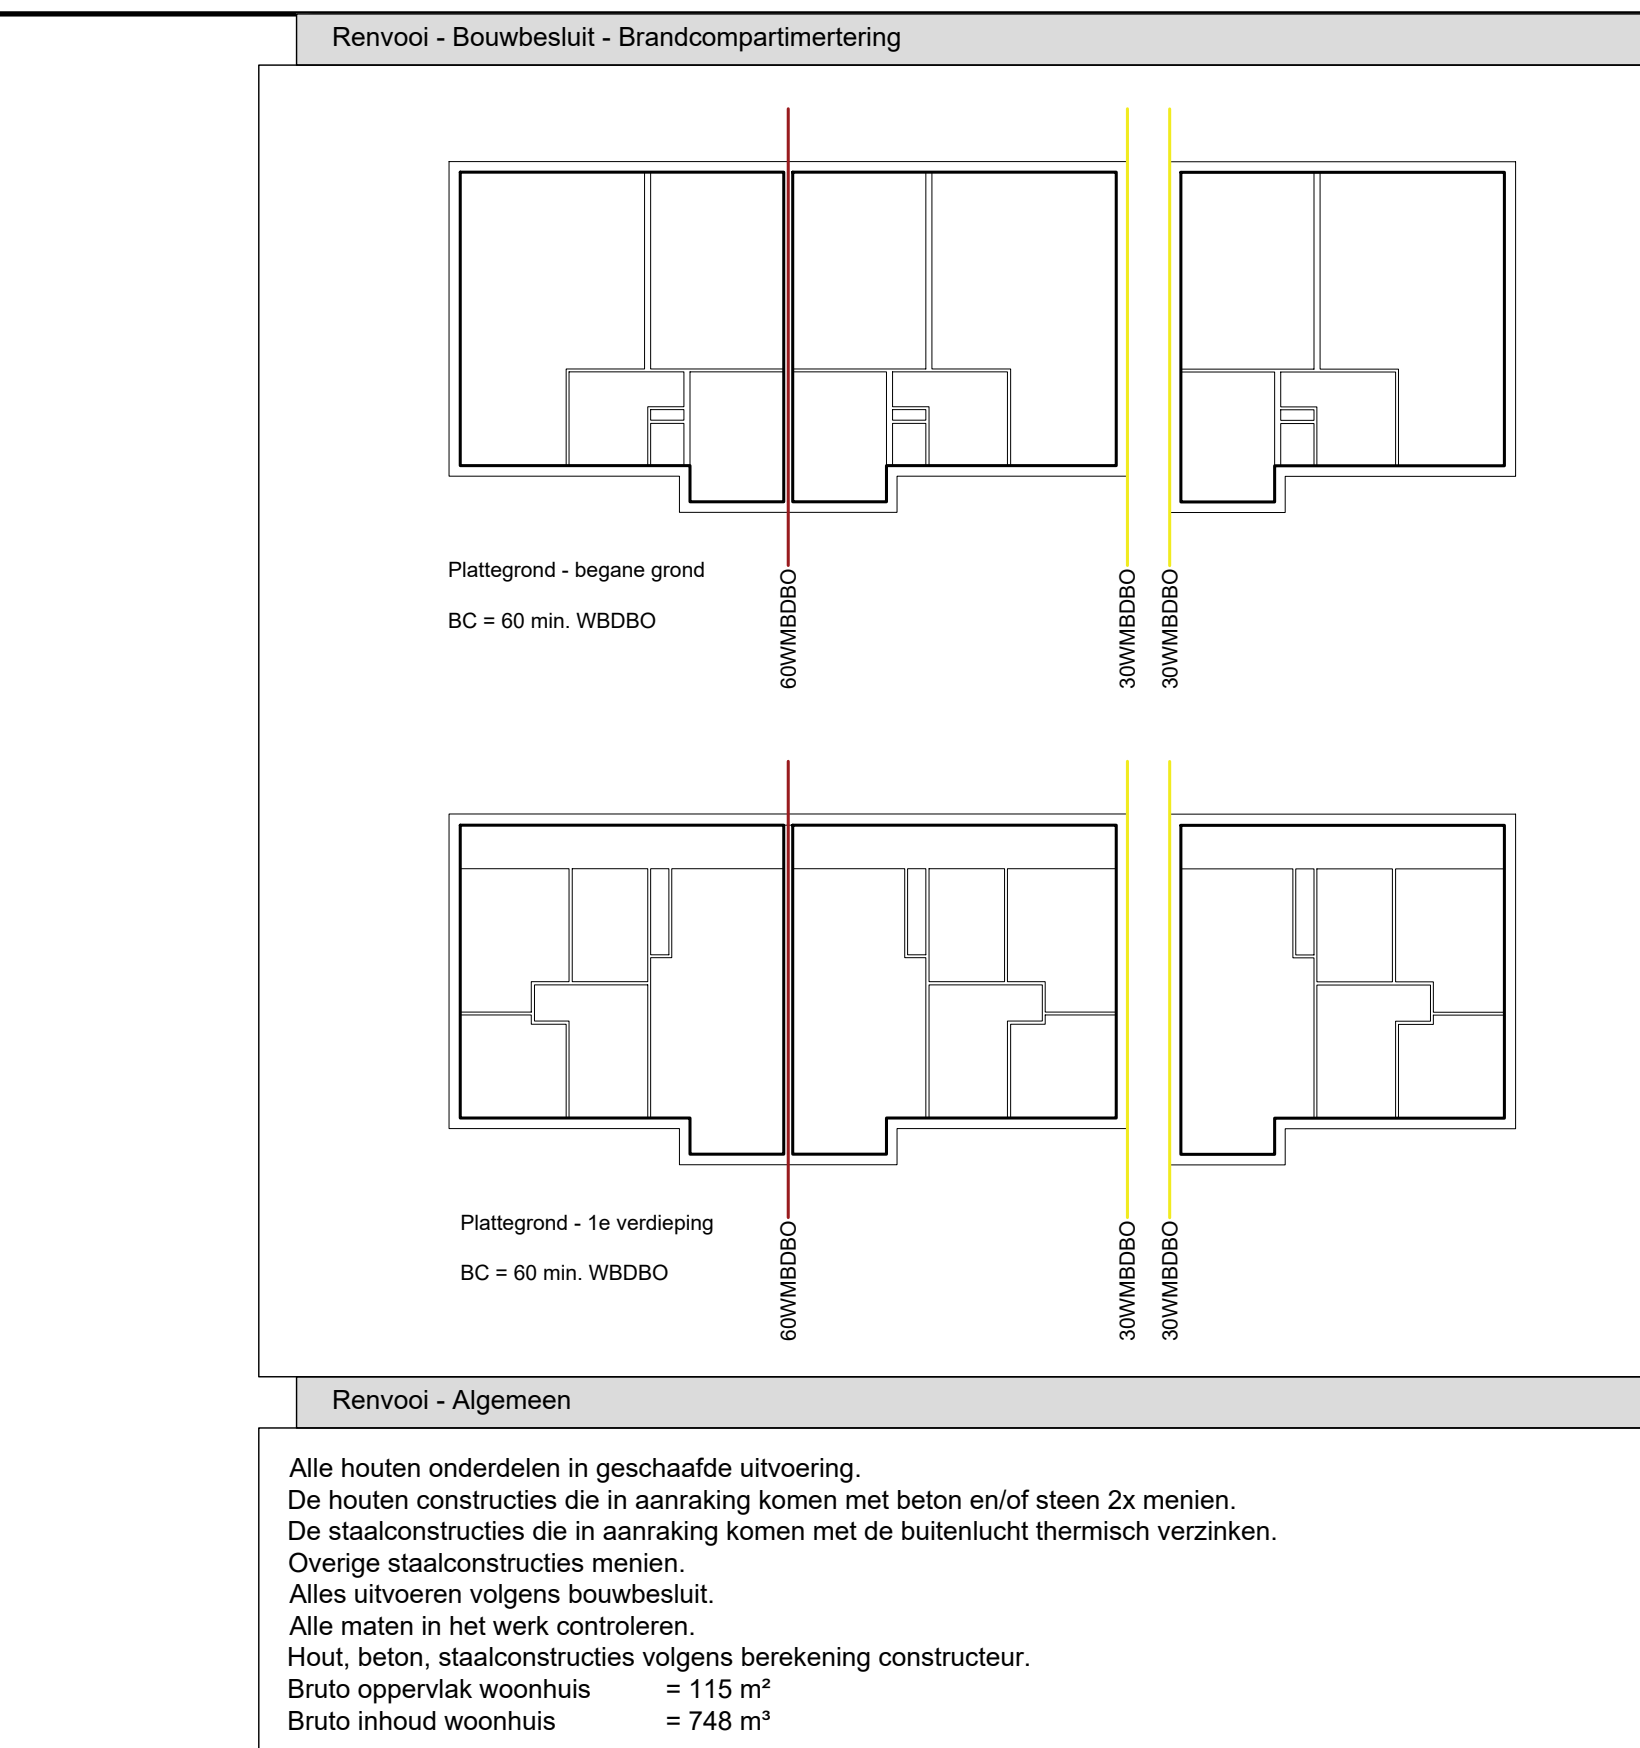 Renvooi - Bouwbesluit - Brandcompartimertering
Plattegrond - begane grond
BC = 60 min. WBDBO
60WMBDBO
30WMBDBO
30WMBDBO
Plattegrond - 1e verdieping
BC = 60 min. WBDBO
60WMBDBO
30WMBDBO
30WMBDBO
Renvooi - Algemeen
Alle houten onderdelen in geschaafde uitvoering.
De houten constructies die in aanraking komen met beton en/of steen 2x menien.
De staalconstructies die in aanraking komen met de buitenlucht thermisch verzinken.
Overige staalconstructies menien.
Alles uitvoeren volgens bouwbesluit.
Alle maten in het werk controleren.
Hout, beton, staalconstructies volgens berekening constructeur.
Bruto oppervlak woonhuis = 115 m²
Bruto inhoud woonhuis = 748 m³